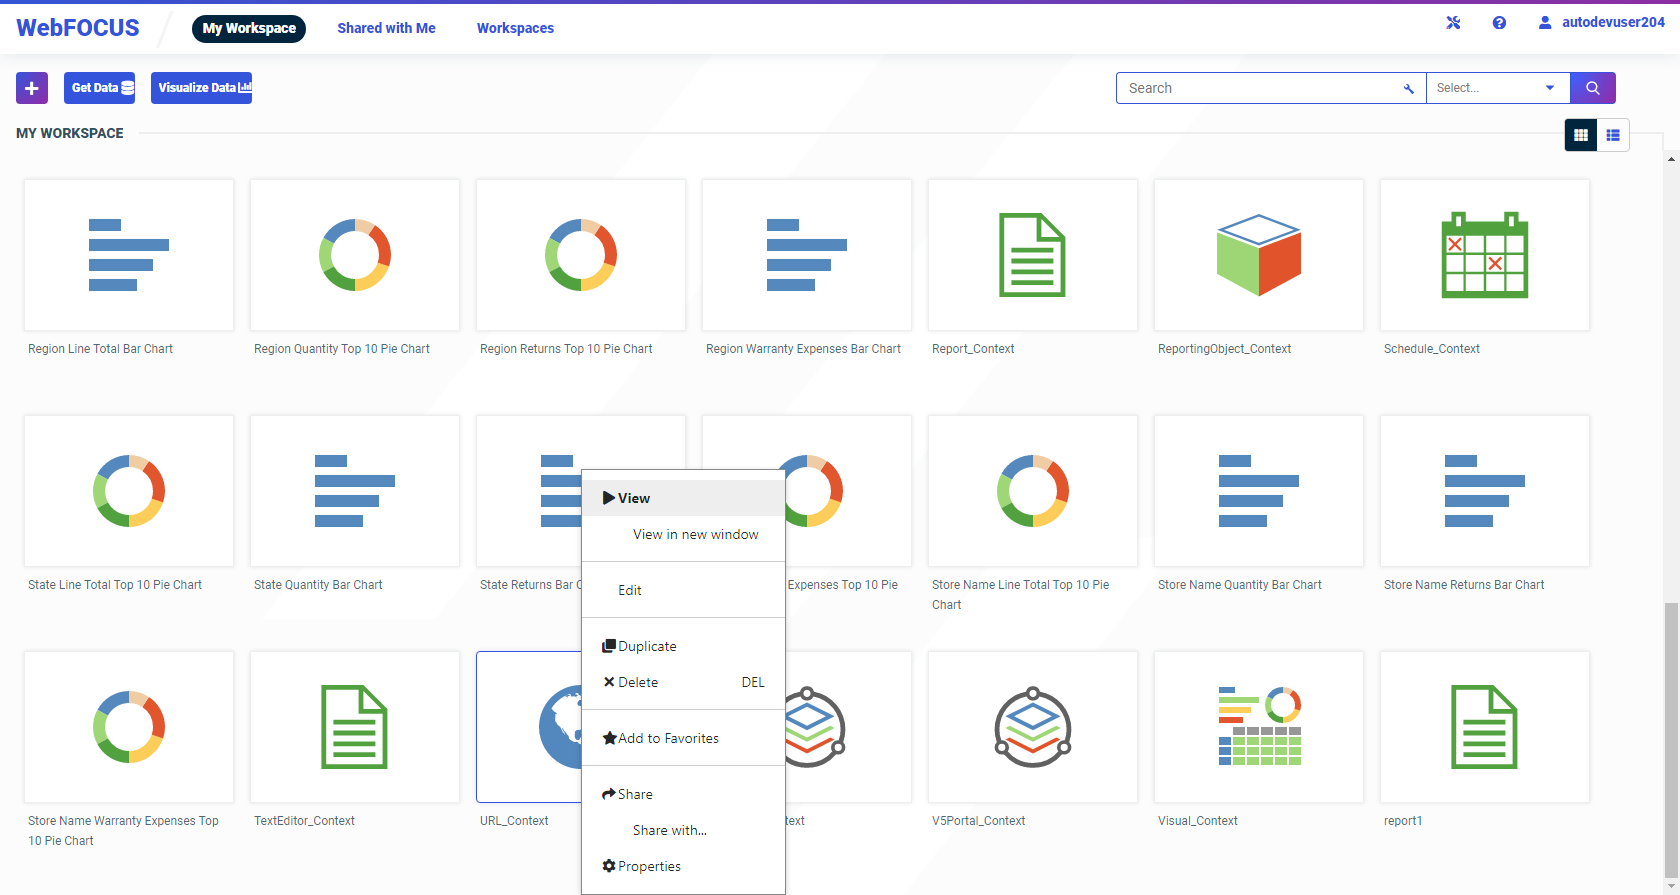 WebFOCUS
My Workspace
Shared with Me
Workspaces
autodevuser204
Get Data
Visualize Data
Search
Select...
MY WORKSPACE
Region Line Total Bar Chart
Region Quantity Top 10 Pie Chart
Region Returns Top 10 Pie Chart
Region Warranty Expenses Bar Chart
Report_Context
ReportingObject_Context
Schedule_Context
State Line Total Top 10 Pie Chart
State Quantity Bar Chart
State Returns Bar C
Expenses Top 10 Pie
Store Name Line Total Top 10 Pie
Chart
Store Name Quantity Bar Chart
Store Name Returns Bar Chart
View
View in new window
Edit
Duplicate
Delete DEL
Add to Favorites
Share
Share with...
Properties
Store Name Warranty Expenses Top
10 Pie Chart
TextEditor_Context
URL_Context
text
V5Portal_Context
Visual_Context
report1